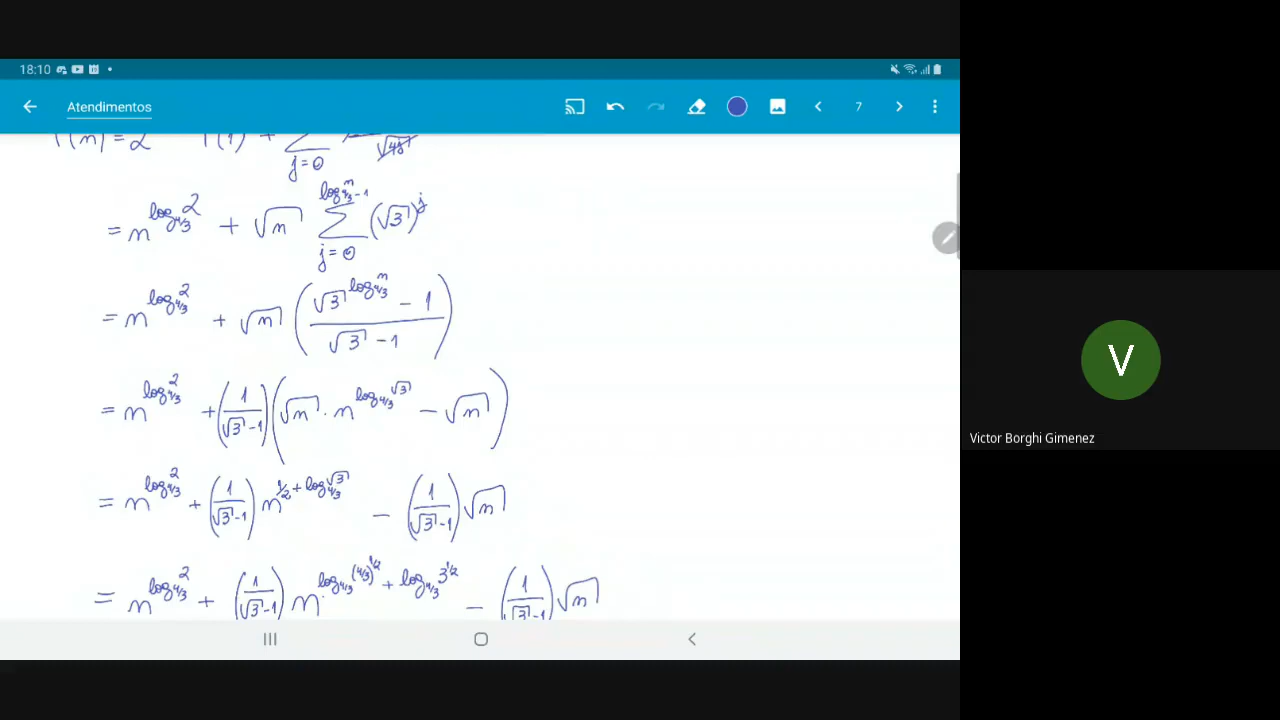 18:10
Atendimentos
7
T(n) = 2 T(1) + ∑_{j=0} √4^j
= n^{log_{4/3} 2} + √n ∑_{j=0}^{log_{4/3} n - 1} (√3)^j
= n^{log_{4/3} 2} + √n ( (√3^{log_{4/3} n} - 1) / (√3 - 1) )
= n^{log_{4/3} 2} + (1/(√3-1)) (√n · n^{log_{4/3} √3} - √n)
= n^{log_{4/3} 2} + (1/(√3-1)) n^{1/2 + log_{4/3} √3} - (1/(√3-1)) √n
= n^{log_{4/3} 2} + (1/(√3-1)) n^{log_{4/3} (4/3)^{1/2} + log_{4/3} 3^{1/2}} - (1/(√3-1)) √n
V
Victor Borghi Gimenez